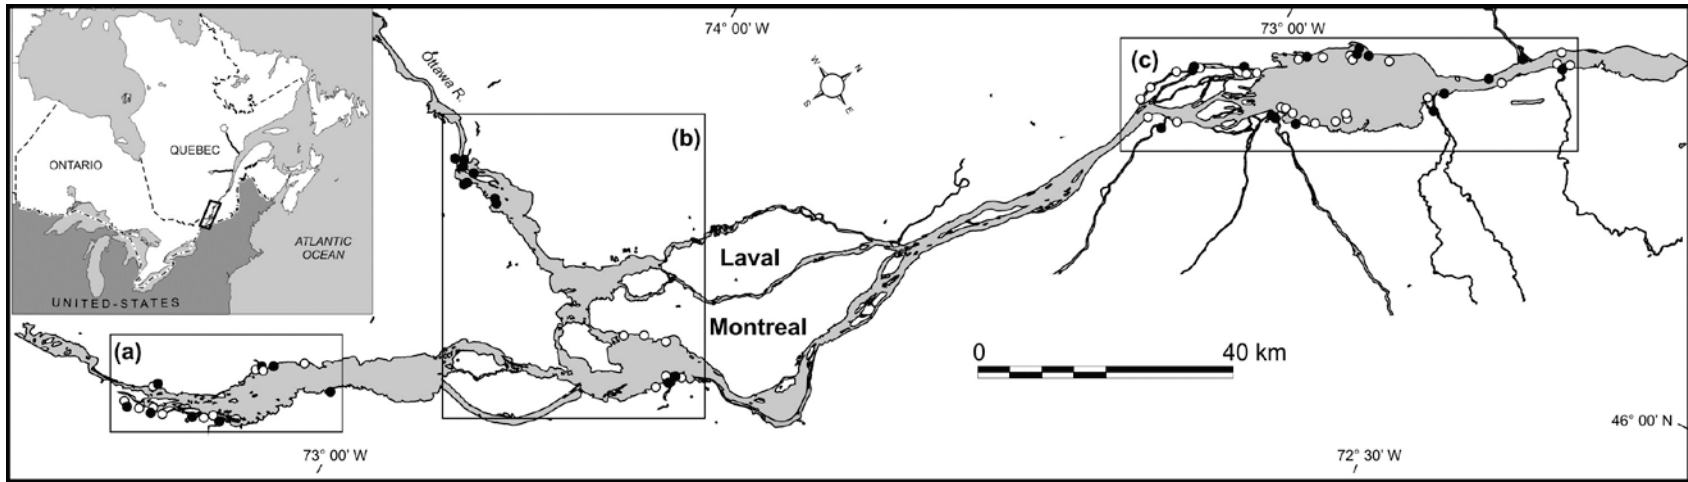 74° 00' W
73° 00' W
Ottawa R.
W
N
S
E
(c)
(b)
QUEBEC
ONTARIO
ATLANTIC
OCEAN
UNITED-STATES
Laval
Montreal
(a)
0
40 km
46° 00' N
73° 00' W
72° 30' W